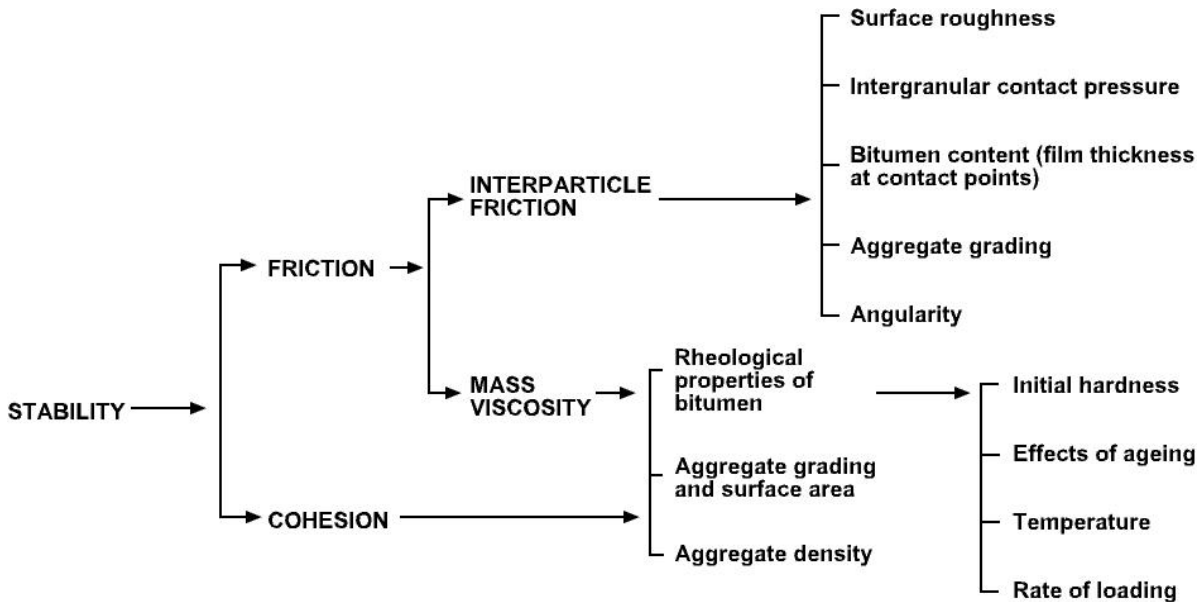 Surface roughness
Intergranular contact pressure
Bitumen content (film thickness
at contact points)
INTERPARTICLE
FRICTION
Aggregate grading
FRICTION
Angularity
Rheological
properties of
bitumen
MASS
VISCOSITY
Initial hardness
STABILITY
Effects of ageing
Aggregate grading
and surface area
COHESION
Temperature
Aggregate density
Rate of loading